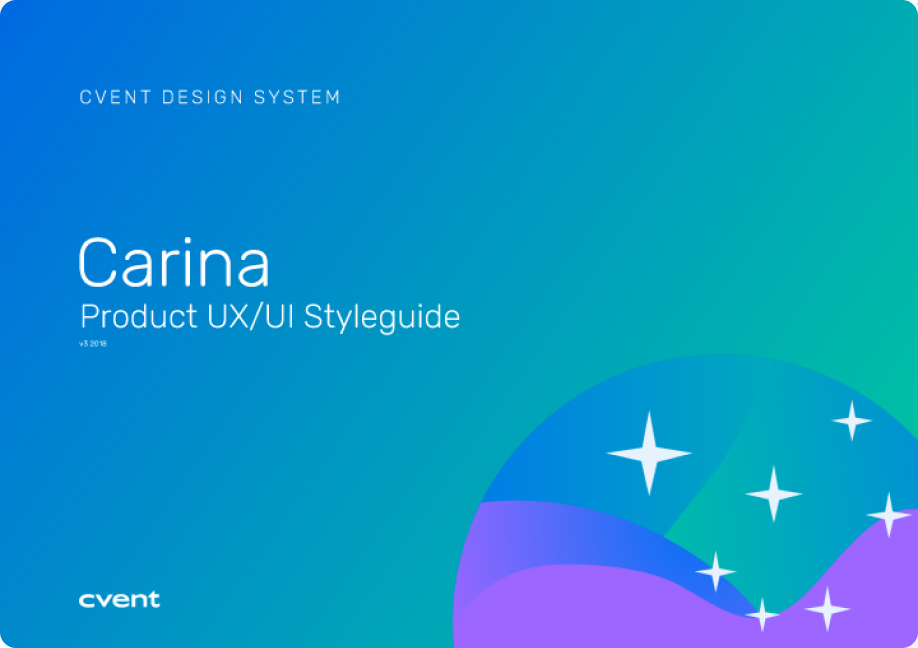 CVENT DESIGN SYSTEM
Carina
Product UX/UI Styleguide
v3 2018
cvent